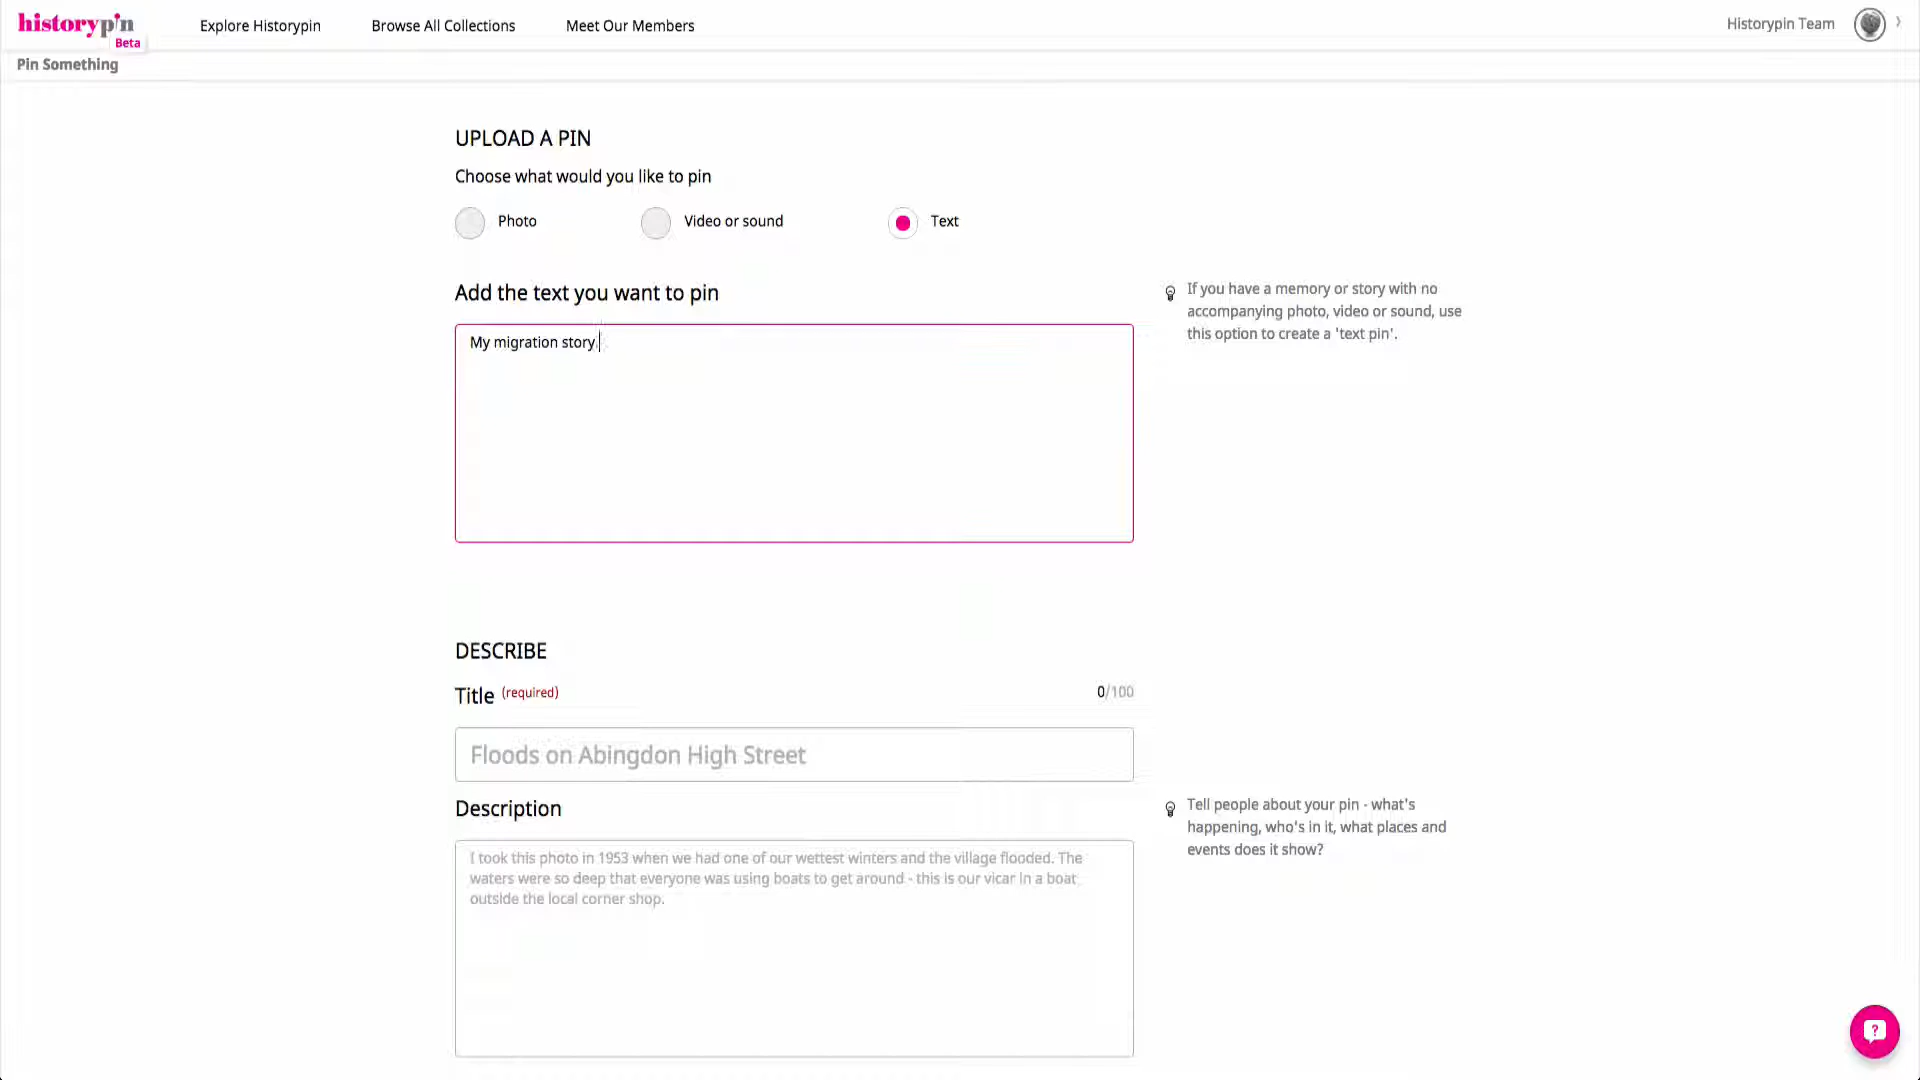 historypin
Beta
Explore Historypin
Browse All Collections
Meet Our Members
Historypin Team
Pin Something
UPLOAD A PIN
Choose what would you like to pin
Photo
Video or sound
Text
Add the text you want to pin
My migration story.
If you have a memory or story with no
accompanying photo, video or sound, use
this option to create a 'text pin'.
DESCRIBE
Title (required)
0/100
Floods on Abingdon High Street
Description
I took this photo in 1953 when we had one of our wettest winters and the village flooded. The
waters were so deep that everyone was using boats to get around - this is our vicar in a boat
outside the local corner shop.
Tell people about your pin - what's
happening, who's in it, what places and
events does it show?
?